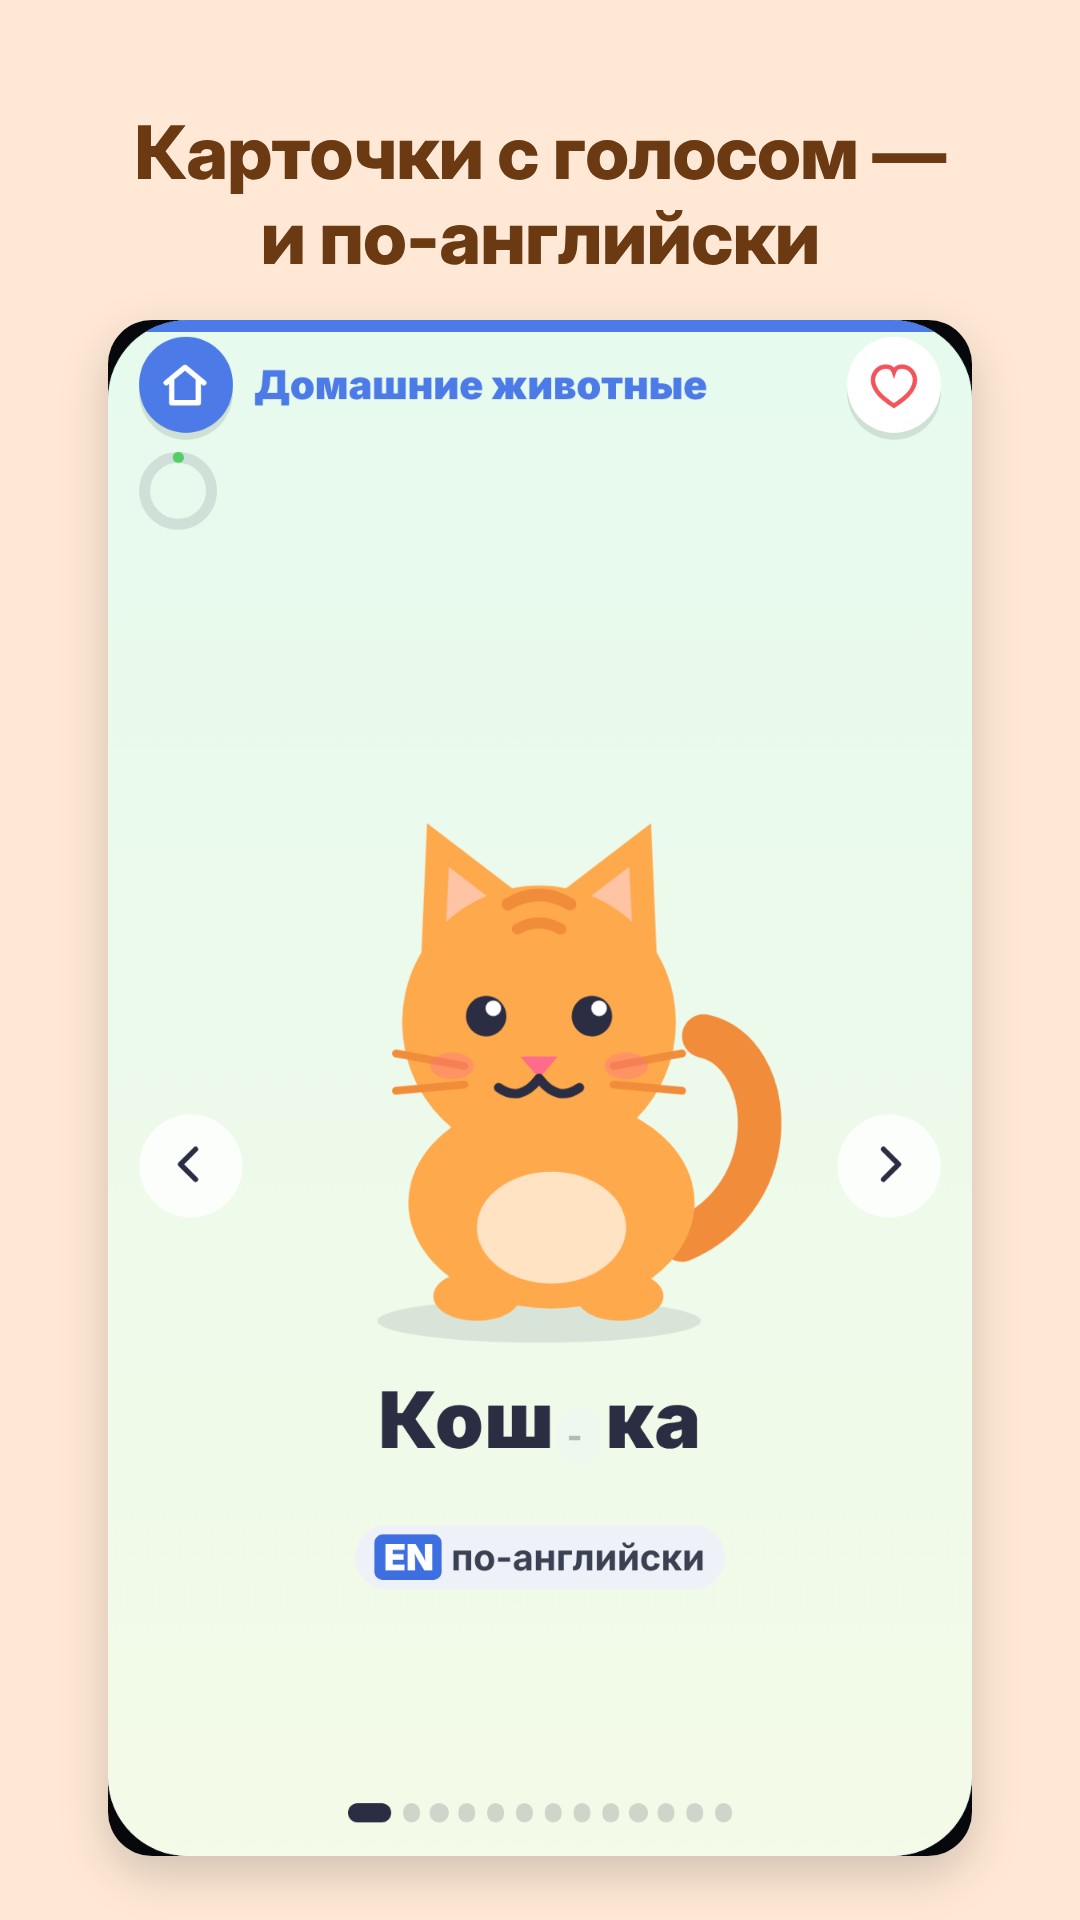 Карточки с голосом —
и по-английски
Домашние животные
Кош - ка
EN по-английски